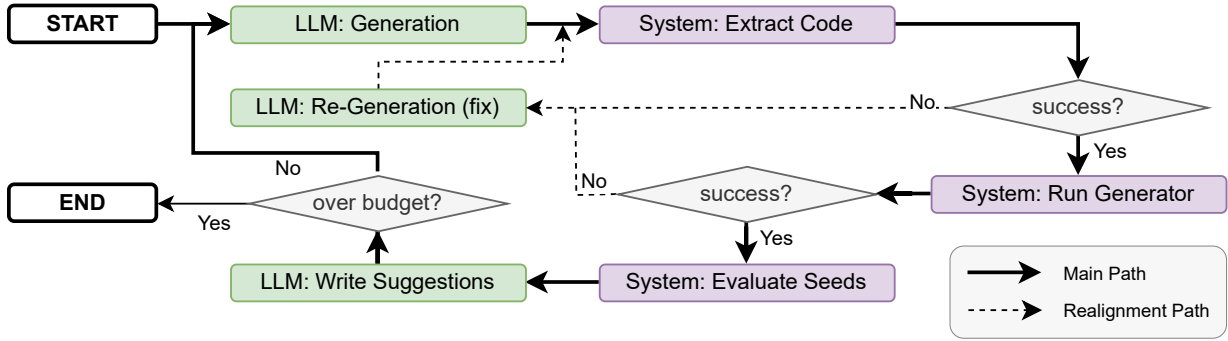 START
LLM: Generation
System: Extract Code
LLM: Re-Generation (fix)
No
success?
Yes
No
END
over budget?
Yes
No
success?
Yes
System: Run Generator
LLM: Write Suggestions
System: Evaluate Seeds
Main Path
Realignment Path